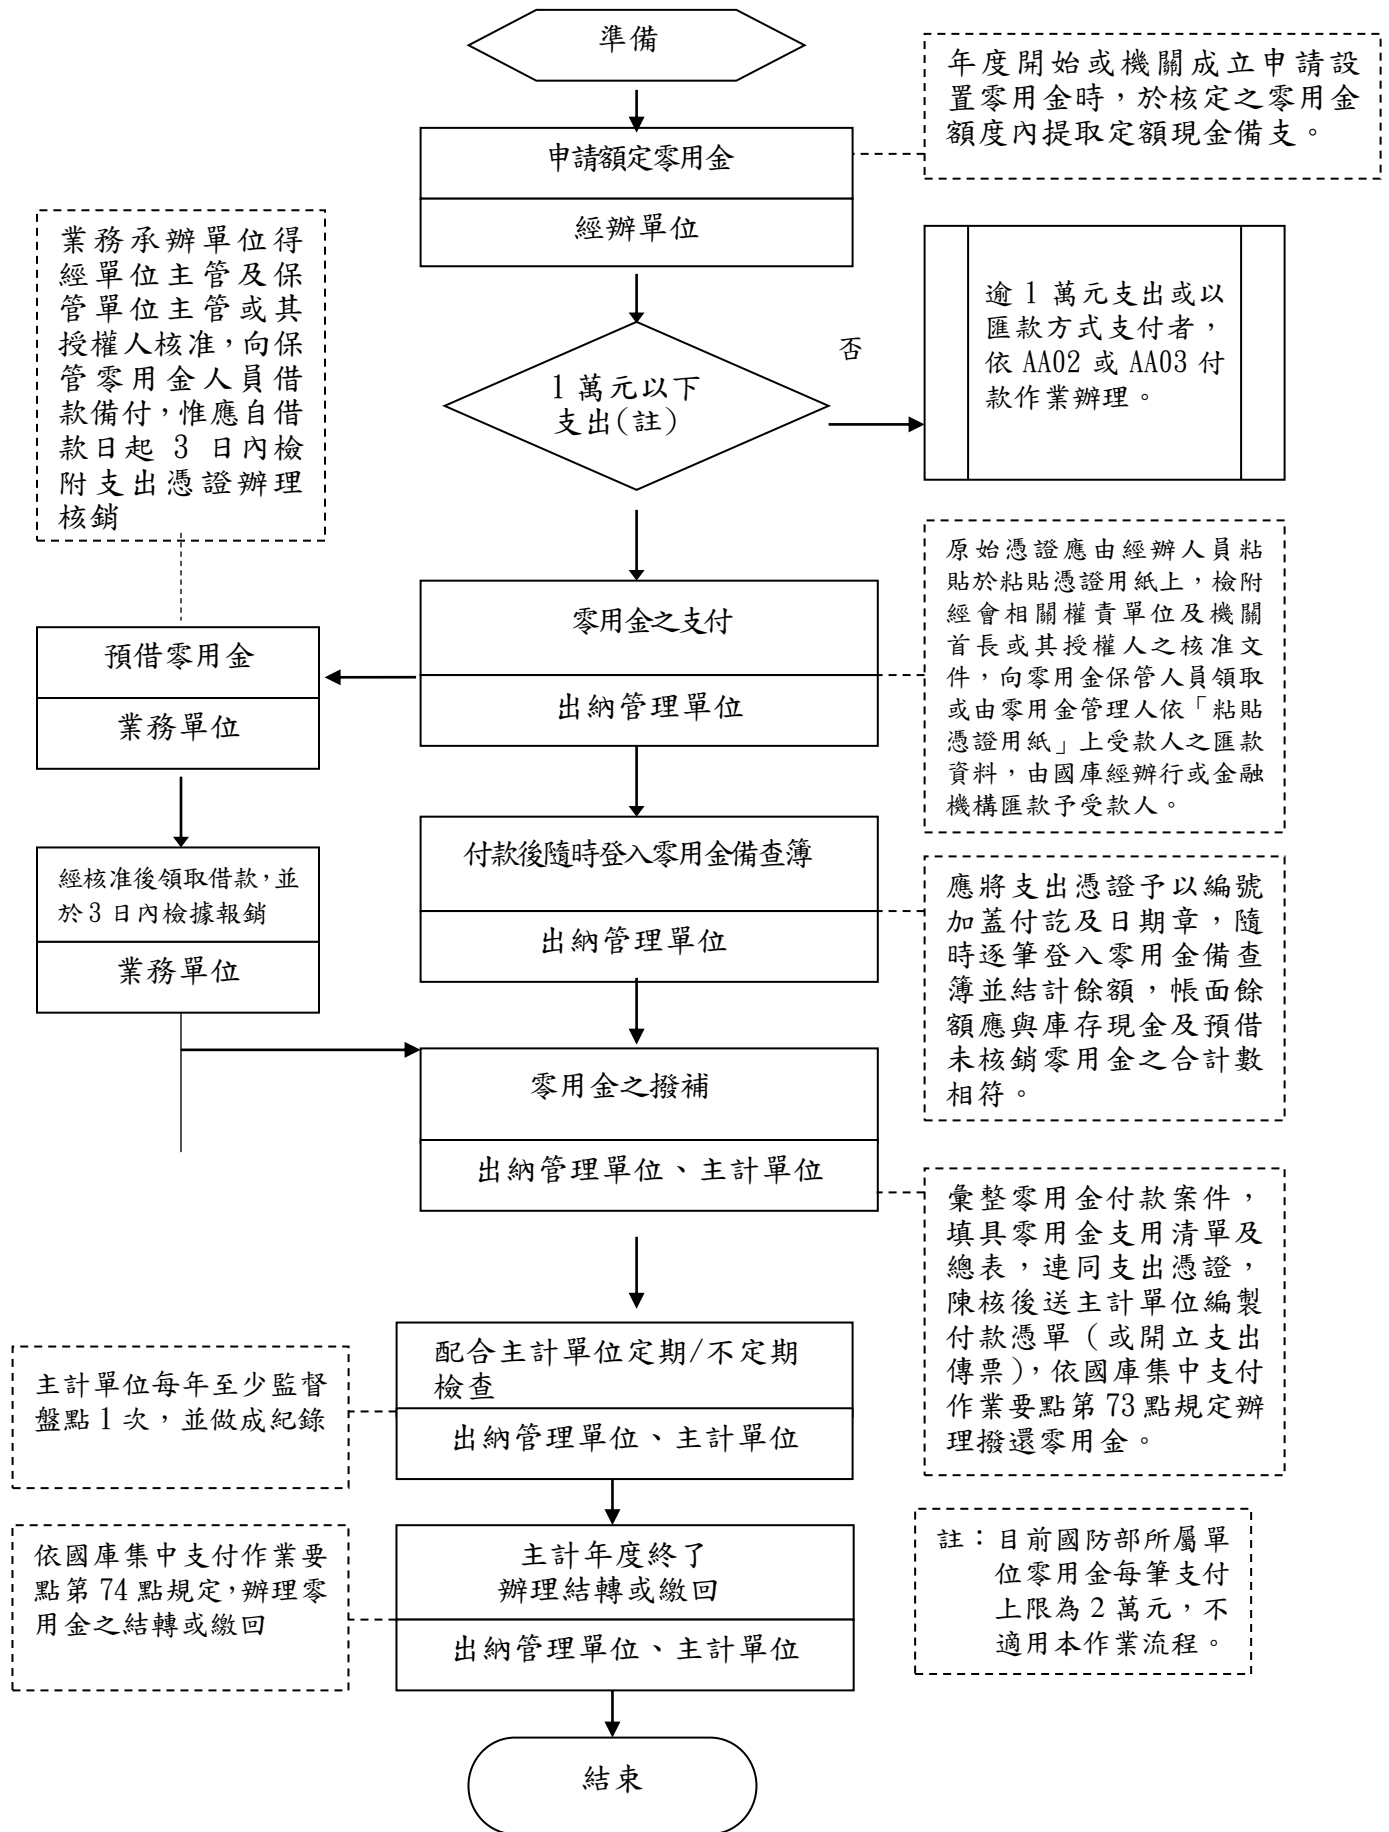 準備
年度開始或機關成立申請設
置零用金時，於核定之零用金
額度內提取定額現金備支。
申請額定零用金
經辦單位
業務承辦單位得
經單位主管及保
管單位主管或其
授權人核准，向保
管零用金人員借
款備付，惟應自借
款日起 3 日內檢
附支出憑證辦理
核銷
逾 1 萬元支出或以
匯款方式支付者，
依 AA02 或 AA03 付
款作業辦理。
否
1 萬元以下
支出(註)
原始憑證應由經辦人員粘
貼於粘貼憑證用紙上，檢附
經會相關權責單位及機關
首長或其授權人之核准文
件，向零用金保管人員領取
或由零用金管理人依「粘貼
憑證用紙」上受款人之匯款
資料，由國庫經辦行或金融
機構匯款予受款人。
零用金之支付
出納管理單位
預借零用金
業務單位
付款後隨時登入零用金備查簿
出納管理單位
經核准後領取借款，並
於 3 日內檢據報銷
業務單位
應將支出憑證予以編號
加蓋付訖及日期章，隨
時逐筆登入零用金備查
簿並結計餘額，帳面餘
額應與庫存現金及預借
未核銷零用金之合計數
相符。
零用金之撥補
出納管理單位、主計單位
彙整零用金付款案件，
填具零用金支用清單及
總表，連同支出憑證，
陳核後送主計單位編製
付款憑單（或開立支出
傳票），依國庫集中支付
作業要點第 73 點規定辦
理撥還零用金。
配合主計單位定期/不定期
檢查
出納管理單位、主計單位
主計單位每年至少監督
盤點 1 次，並做成紀錄
主計年度終了
辦理結轉或繳回
出納管理單位、主計單位
依國庫集中支付作業要
點第 74 點規定，辦理零
用金之結轉或繳回
註：目前國防部所屬單
位零用金每筆支付
上限為 2 萬元，不
適用本作業流程。
結束